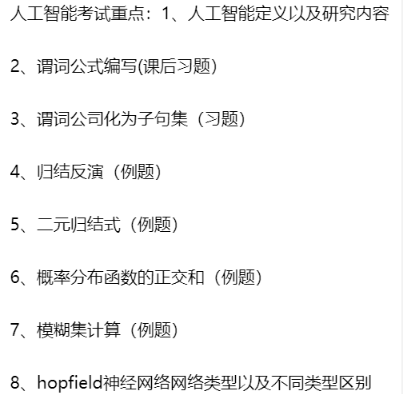 人工智能考试重点：1、人工智能定义以及研究内容
2、谓词公式编写(课后习题）
3、谓词公司化为子句集（习题）
4、归结反演（例题）
5、二元归结式（例题）
6、概率分布函数的正交和（例题）
7、模糊集计算（例题）
8、hopfield神经网络网络类型以及不同类型区别